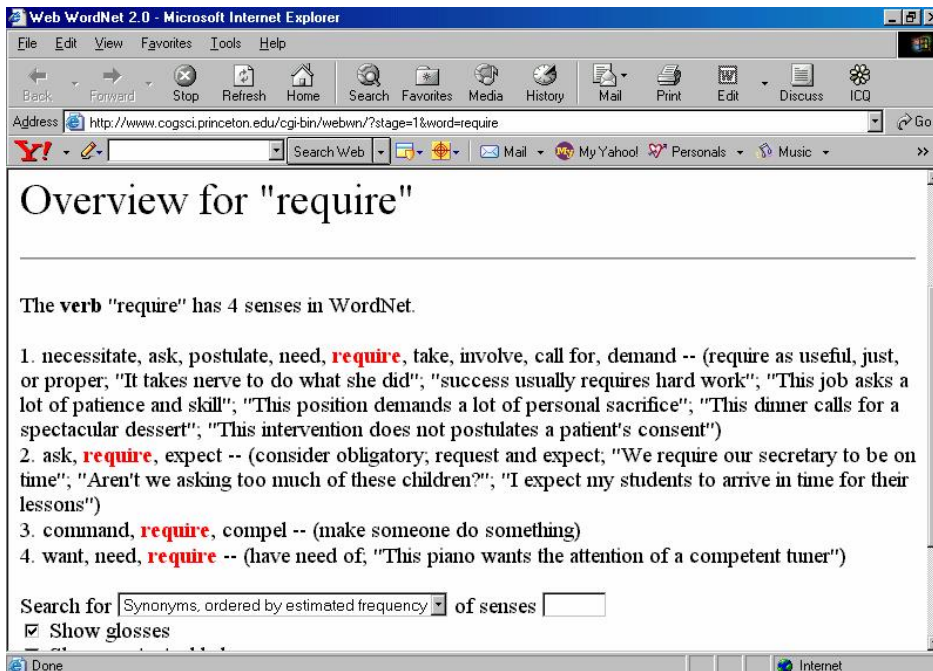 Web WordNet 2.0 - Microsoft Internet Explorer
File Edit View Favorites Tools Help
Back Forward Stop Refresh Home Search Favorites Media History Mail Print Edit Discuss ICQ
Address http://www.cogsci.princeton.edu/cgi-bin/webwn/?stage=1&word=require Go
Y! Search Web Mail My My Yahoo! Personals Music »
Overview for "require"
The verb "require" has 4 senses in WordNet.
1. necessitate, ask, postulate, need, require, take, involve, call for, demand -- (require as useful, just,
or proper; "It takes nerve to do what she did"; "success usually requires hard work"; "This job asks a
lot of patience and skill"; "This position demands a lot of personal sacrifice"; "This dinner calls for a
spectacular dessert"; "This intervention does not postulates a patient's consent")
2. ask, require, expect -- (consider obligatory; request and expect; "We require our secretary to be on
time"; "Aren't we asking too much of these children?"; "I expect my students to arrive in time for their
lessons")
3. command, require, compel -- (make someone do something)
4. want, need, require -- (have need of; "This piano wants the attention of a competent tuner")
Search for Synonyms, ordered by estimated frequency of senses
Show glosses
Done Internet